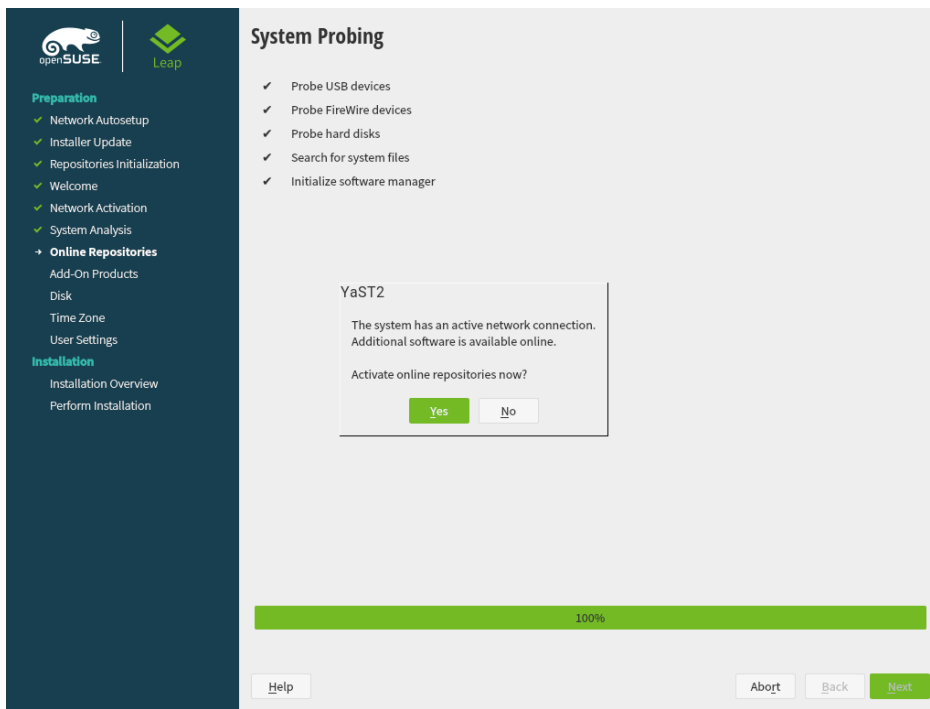 openSUSE
Leap
Preparation
Network Autosetup
Installer Update
Repositories Initialization
Welcome
Network Activation
System Analysis
Online Repositories
Add-On Products
Disk
Time Zone
User Settings
Installation
Installation Overview
Perform Installation
System Probing
Probe USB devices
Probe FireWire devices
Probe hard disks
Search for system files
Initialize software manager
YaST2
The system has an active network connection.
Additional software is available online.
Activate online repositories now?
Yes No
100%
Help Abort Back Next